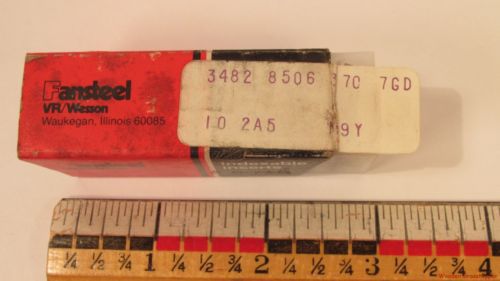 Fansteel
VR/Wesson
Waukegan, Illinois 60085
3482 8506 370 7GD
10 2A5 9Y
indexable
inserts
1/4 1/2 3/4 1 1/4 1/2 3/4 2 1/4 1/2 3/4 3 1/4 1/2 3/4 4